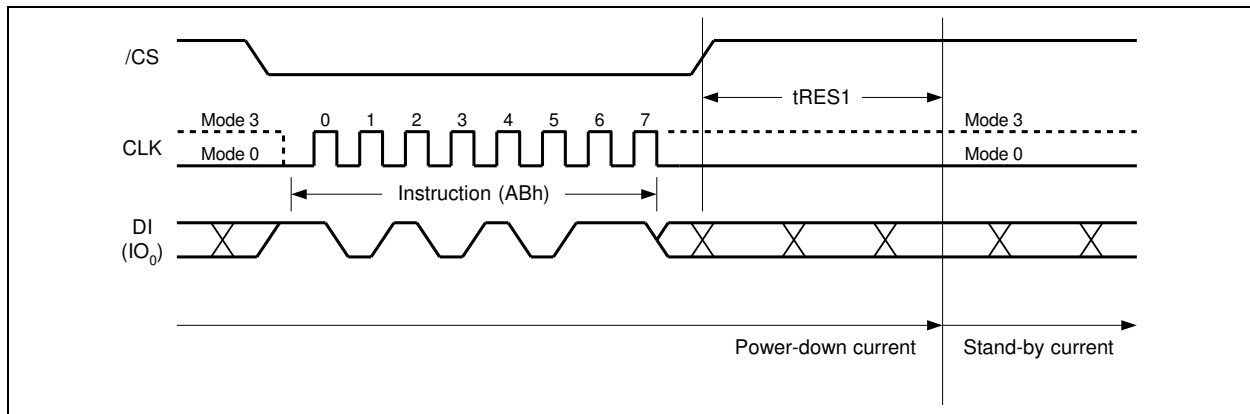 /CS
tRES1
Mode 3 0 1 2 3 4 5 6 7 Mode 3
CLK
Mode 0 Mode 0
Instruction (ABh)
DI
(IO₀)
Power-down current Stand-by current